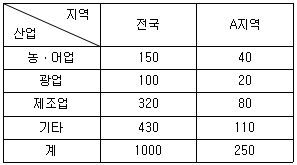 지역 전국 A지역
산업
농·어업 150 40
광업 100 20
제조업 320 80
기타 430 110
계 1000 250